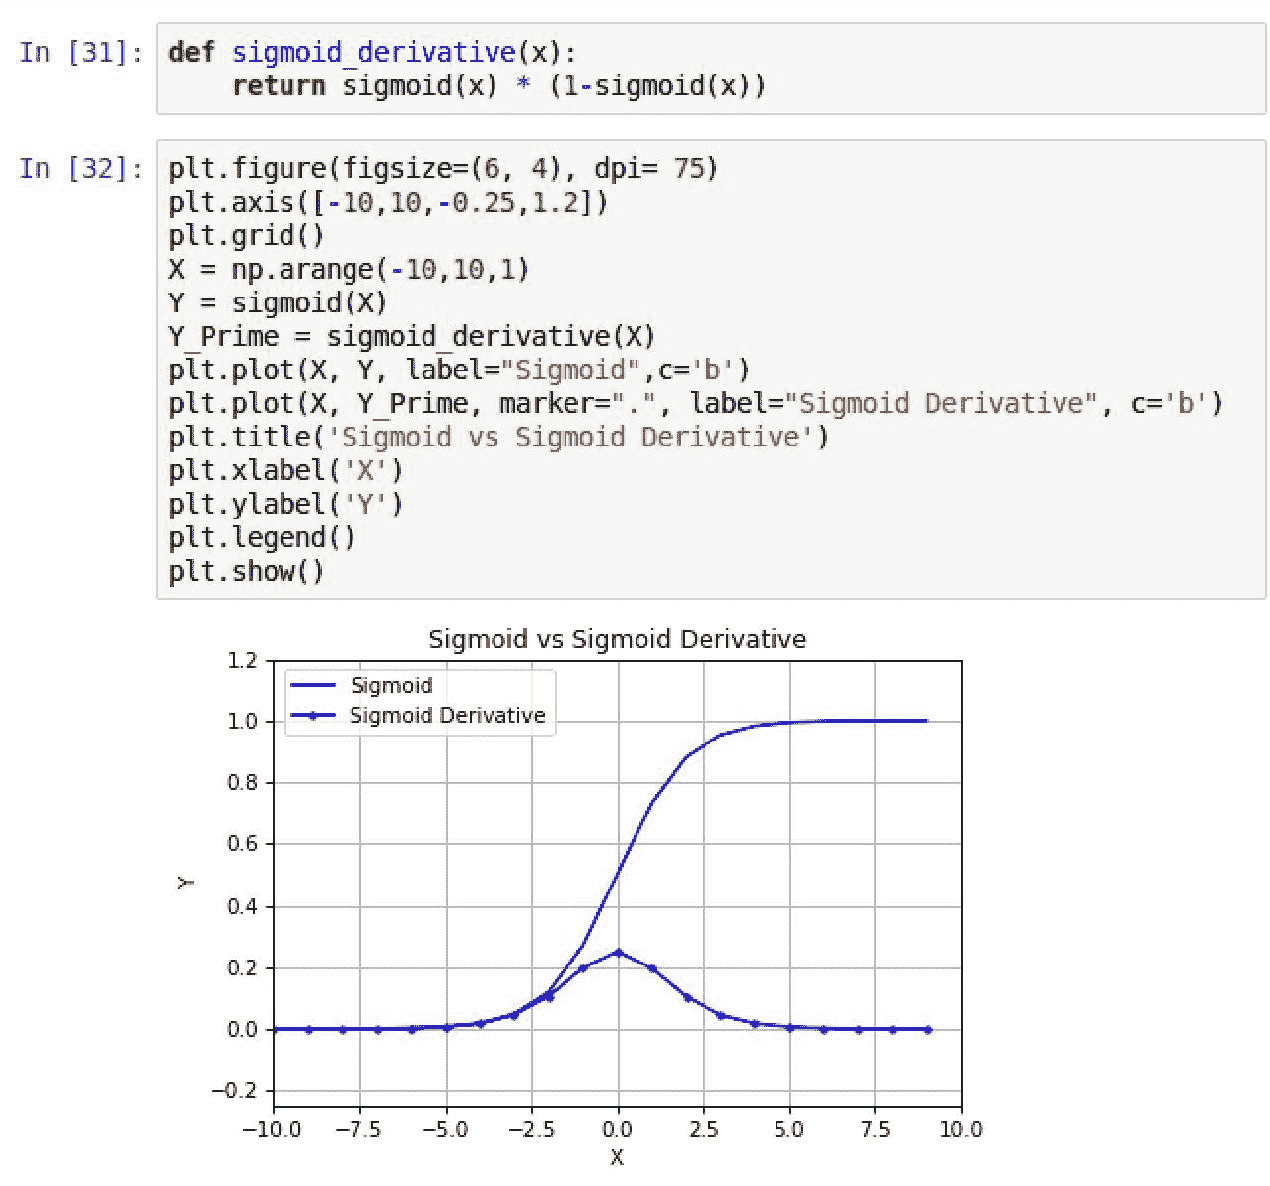 In [31]: def sigmoid_derivative(x):
    return sigmoid(x) * (1-sigmoid(x))
In [32]: plt.figure(figsize=(6, 4), dpi= 75)
plt.axis([-10,10,-0.25,1.2])
plt.grid()
X = np.arange(-10,10,1)
Y = sigmoid(X)
Y_Prime = sigmoid_derivative(X)
plt.plot(X, Y, label="Sigmoid",c='b')
plt.plot(X, Y_Prime, marker=".", label="Sigmoid Derivative", c='b')
plt.title('Sigmoid vs Sigmoid Derivative')
plt.xlabel('X')
plt.ylabel('Y')
plt.legend()
plt.show()
Sigmoid vs Sigmoid Derivative
Sigmoid
Sigmoid Derivative
1.2
1.0
0.8
0.6
0.4
0.2
0.0
−0.2
Y
−10.0 −7.5 −5.0 −2.5 0.0 2.5 5.0 7.5 10.0
X